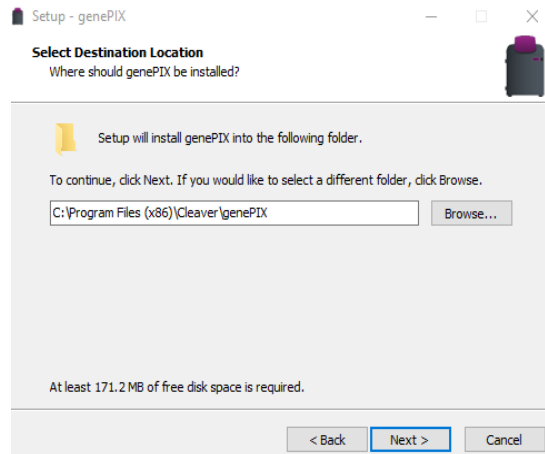 Setup - genePIX
Select Destination Location
Where should genePIX be installed?
Setup will install genePIX into the following folder.
To continue, click Next. If you would like to select a different folder, click Browse.
C:\Program Files (x86)\Cleaver\genePIX
Browse...
At least 171.2 MB of free disk space is required.
< Back
Next >
Cancel